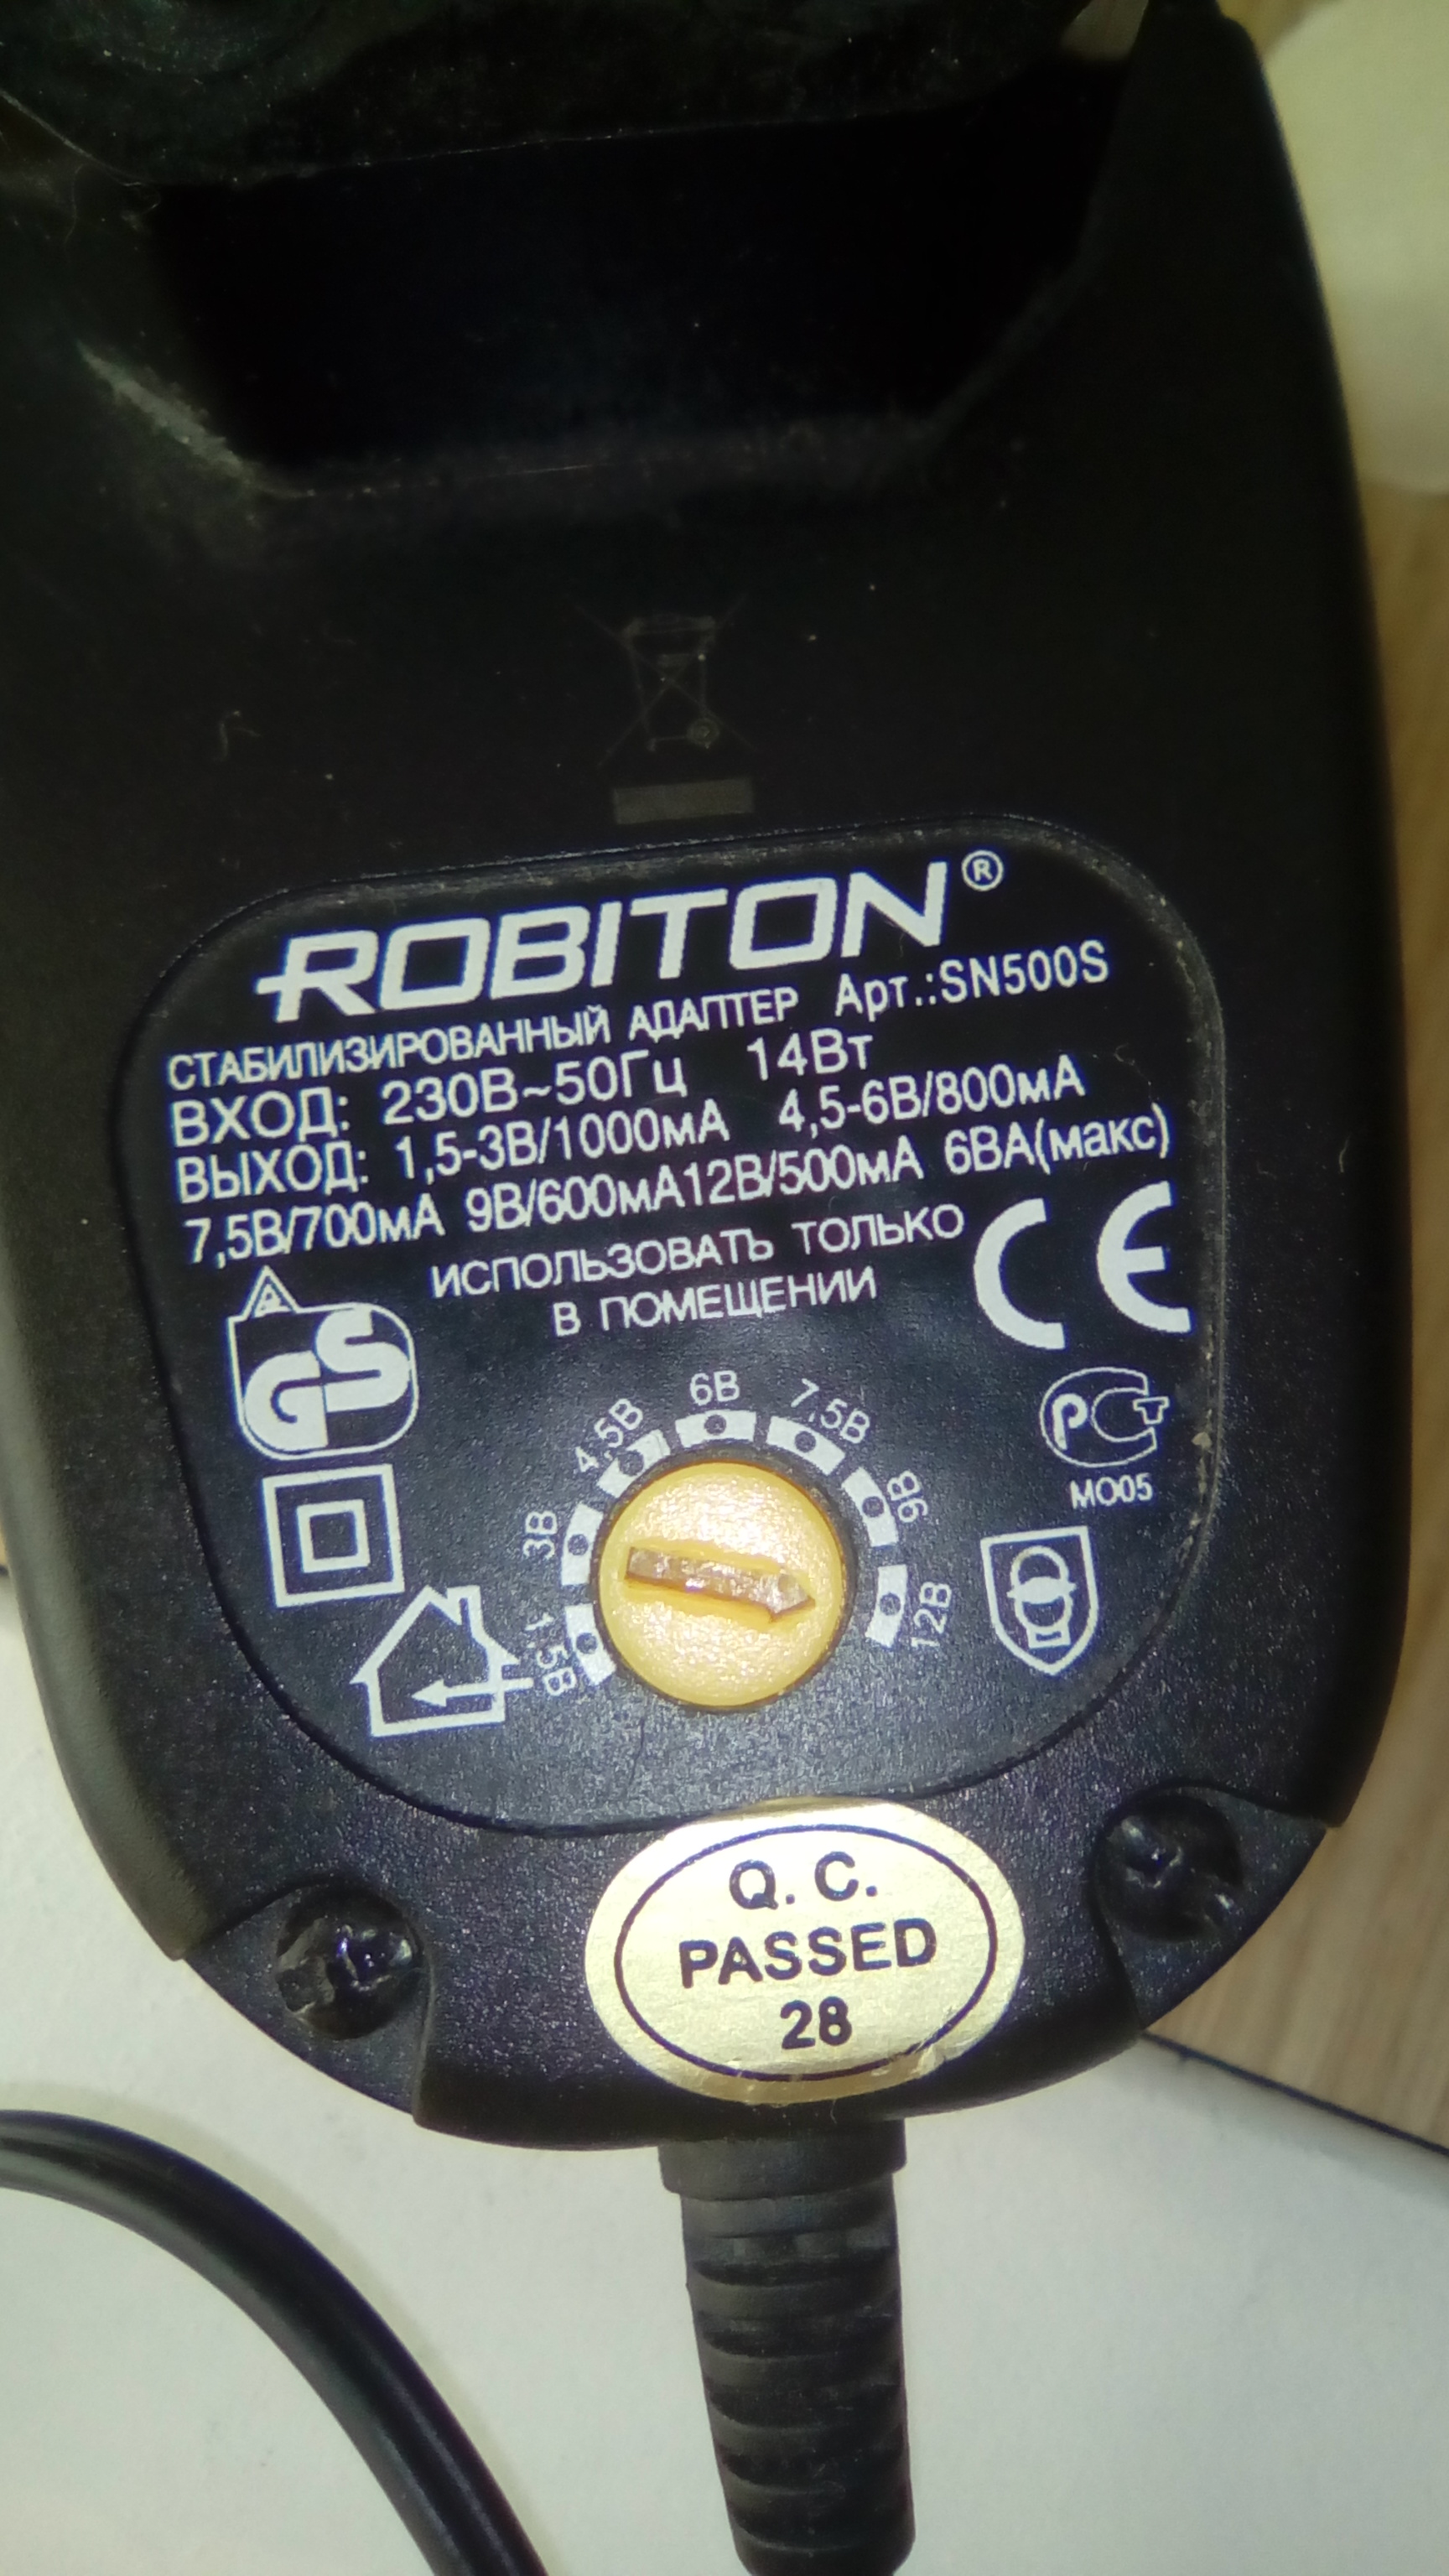 ROBITON®
СТАБИЛИЗИРОВАННЫЙ АДАПТЕР Арт.:SN500S
ВХОД: 230В~50Гц 14Вт
ВЫХОД: 1,5-3В/1000мА 4,5-6В/800мА
7,5В/700мА 9В/600мА12В/500мА 6ВА(макс)
ИСПОЛЬЗОВАТЬ ТОЛЬКО
В ПОМЕЩЕНИИ
CE
GS
РСТ
МО05
1,5В
3В
4,5В
6В
7,5В
9В
12В
Q. C.
PASSED
28